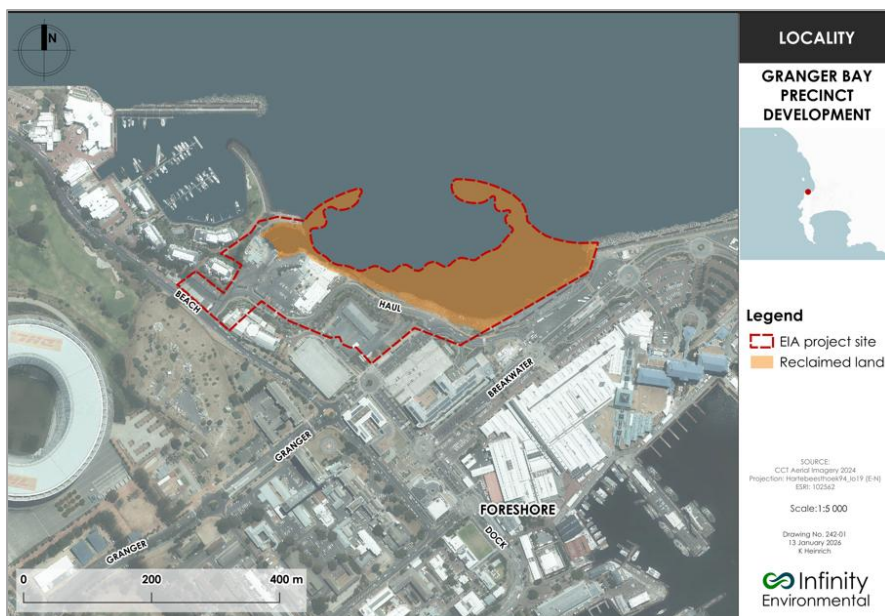 N
LOCALITY
GRANGER BAY
PRECINCT
DEVELOPMENT
BEACH
HAUL
BREAKWATER
GRANGER
FORESHORE
DOCK
GRANGER
0 200 400 m
Legend
EIA project site
Reclaimed land
SOURCE:
CCT Aerial Imagery 2024
Projection: Hartebeesthoek94_lo19 (E-N)
ESRI: 102562
Scale:1:5 000
Drawing No. 242-01
13 January 2026
K Heinrich
Infinity
Environmental